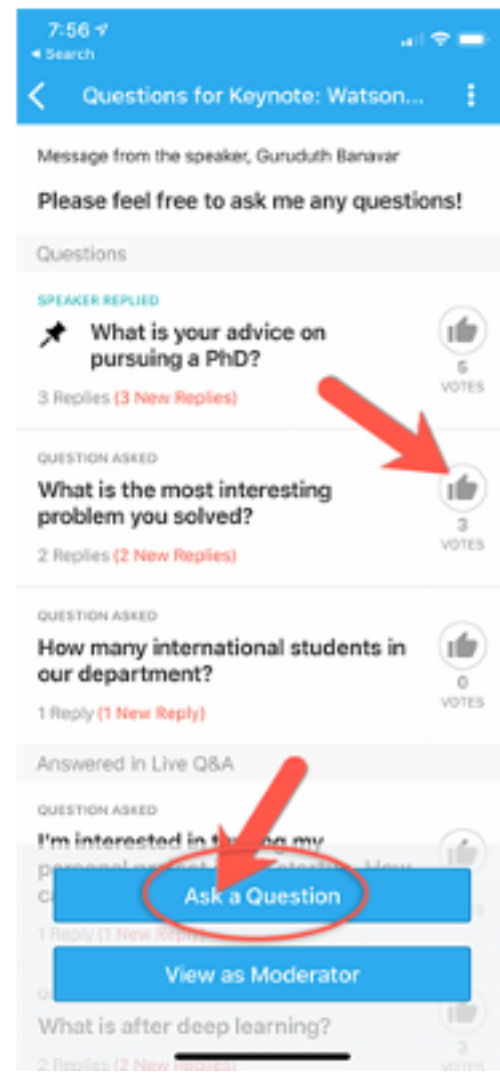 7:56
Search
Questions for Keynote: Watson...
Message from the speaker, Guruduth Banavar
Please feel free to ask me any questions!
Questions
SPEAKER REPLIED
What is your advice on
pursuing a PhD?
5
VOTES
3 Replies (3 New Replies)
QUESTION ASKED
What is the most interesting
problem you solved?
3
VOTES
2 Replies (2 New Replies)
QUESTION ASKED
How many international students in
our department?
0
VOTES
1 Reply (1 New Reply)
Answered in Live Q&A
QUESTION ASKED
I'm interested in my
personal
Ask a Question
1 Reply (1 New
View as Moderator
What is after deep learning?
3
VOTES
2 Replies (2 New Replies)